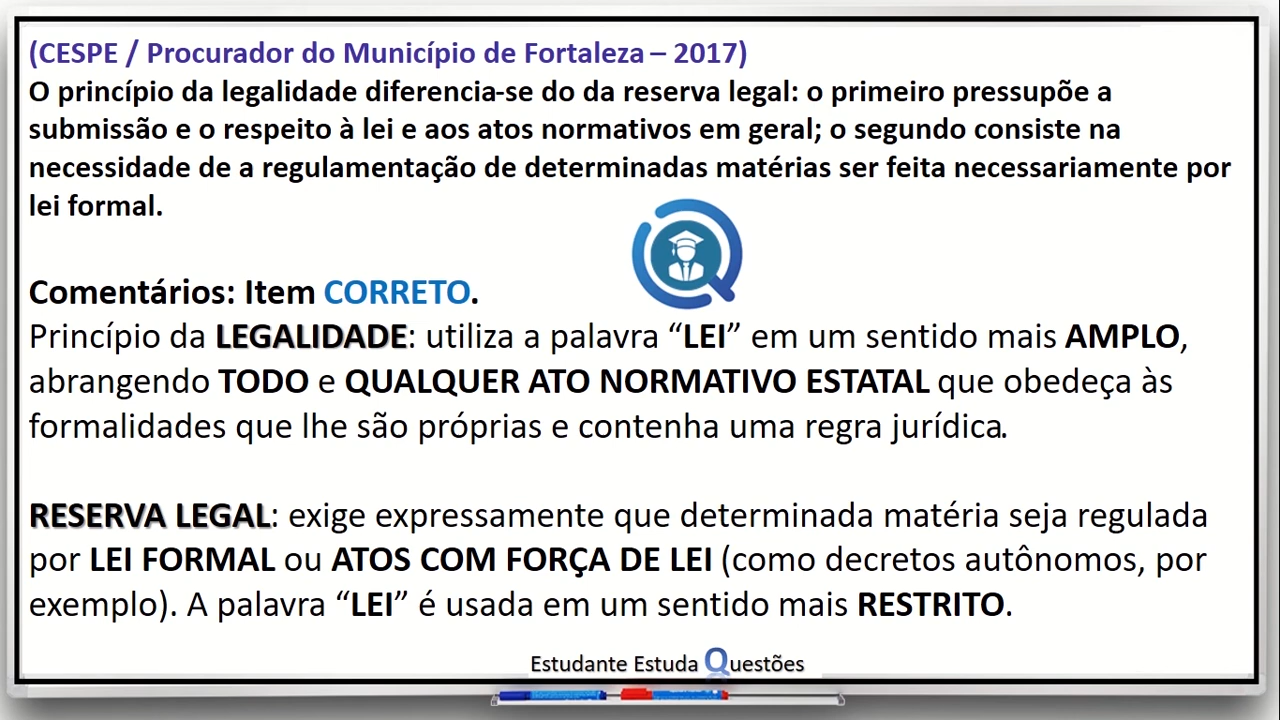 (CESPE / Procurador do Município de Fortaleza – 2017)
O princípio da legalidade diferencia-se do da reserva legal: o primeiro pressupõe a
submissão e o respeito à lei e aos atos normativos em geral; o segundo consiste na
necessidade de a regulamentação de determinadas matérias ser feita necessariamente por
lei formal.
Comentários: Item CORRETO.
Princípio da LEGALIDADE: utiliza a palavra “LEI” em um sentido mais AMPLO,
abrangendo TODO e QUALQUER ATO NORMATIVO ESTATAL que obedeça às
formalidades que lhe são próprias e contenha uma regra jurídica.
RESERVA LEGAL: exige expressamente que determinada matéria seja regulada
por LEI FORMAL ou ATOS COM FORÇA DE LEI (como decretos autônomos, por
exemplo). A palavra “LEI” é usada em um sentido mais RESTRITO.
Estudante Estuda Questões